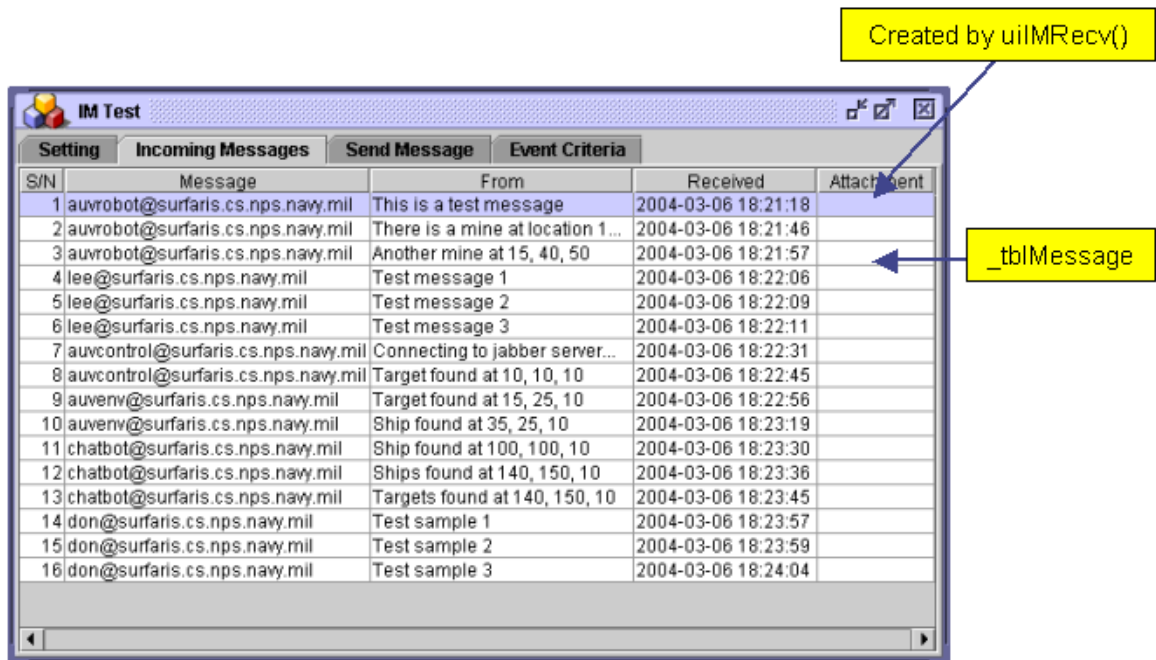 Created by uiIMRecv()
IM Test
Setting Incoming Messages Send Message Event Criteria
S/N Message From Received Attachment
1 auvrobot@surfaris.cs.nps.navy.mil This is a test message 2004-03-06 18:21:18
2 auvrobot@surfaris.cs.nps.navy.mil There is a mine at location 1... 2004-03-06 18:21:46
3 auvrobot@surfaris.cs.nps.navy.mil Another mine at 15, 40, 50 2004-03-06 18:21:57
_tblMessage
4 lee@surfaris.cs.nps.navy.mil Test message 1 2004-03-06 18:22:06
5 lee@surfaris.cs.nps.navy.mil Test message 2 2004-03-06 18:22:09
6 lee@surfaris.cs.nps.navy.mil Test message 3 2004-03-06 18:22:11
7 auvcontrol@surfaris.cs.nps.navy.mil Connecting to jabber server... 2004-03-06 18:22:31
8 auvcontrol@surfaris.cs.nps.navy.mil Target found at 10, 10, 10 2004-03-06 18:22:45
9 auvenv@surfaris.cs.nps.navy.mil Target found at 15, 25, 10 2004-03-06 18:22:56
10 auvenv@surfaris.cs.nps.navy.mil Ship found at 35, 25, 10 2004-03-06 18:23:19
11 chatbot@surfaris.cs.nps.navy.mil Ship found at 100, 100, 10 2004-03-06 18:23:30
12 chatbot@surfaris.cs.nps.navy.mil Ships found at 140, 150, 10 2004-03-06 18:23:36
13 chatbot@surfaris.cs.nps.navy.mil Targets found at 140, 150, 10 2004-03-06 18:23:45
14 don@surfaris.cs.nps.navy.mil Test sample 1 2004-03-06 18:23:57
15 don@surfaris.cs.nps.navy.mil Test sample 2 2004-03-06 18:23:59
16 don@surfaris.cs.nps.navy.mil Test sample 3 2004-03-06 18:24:04